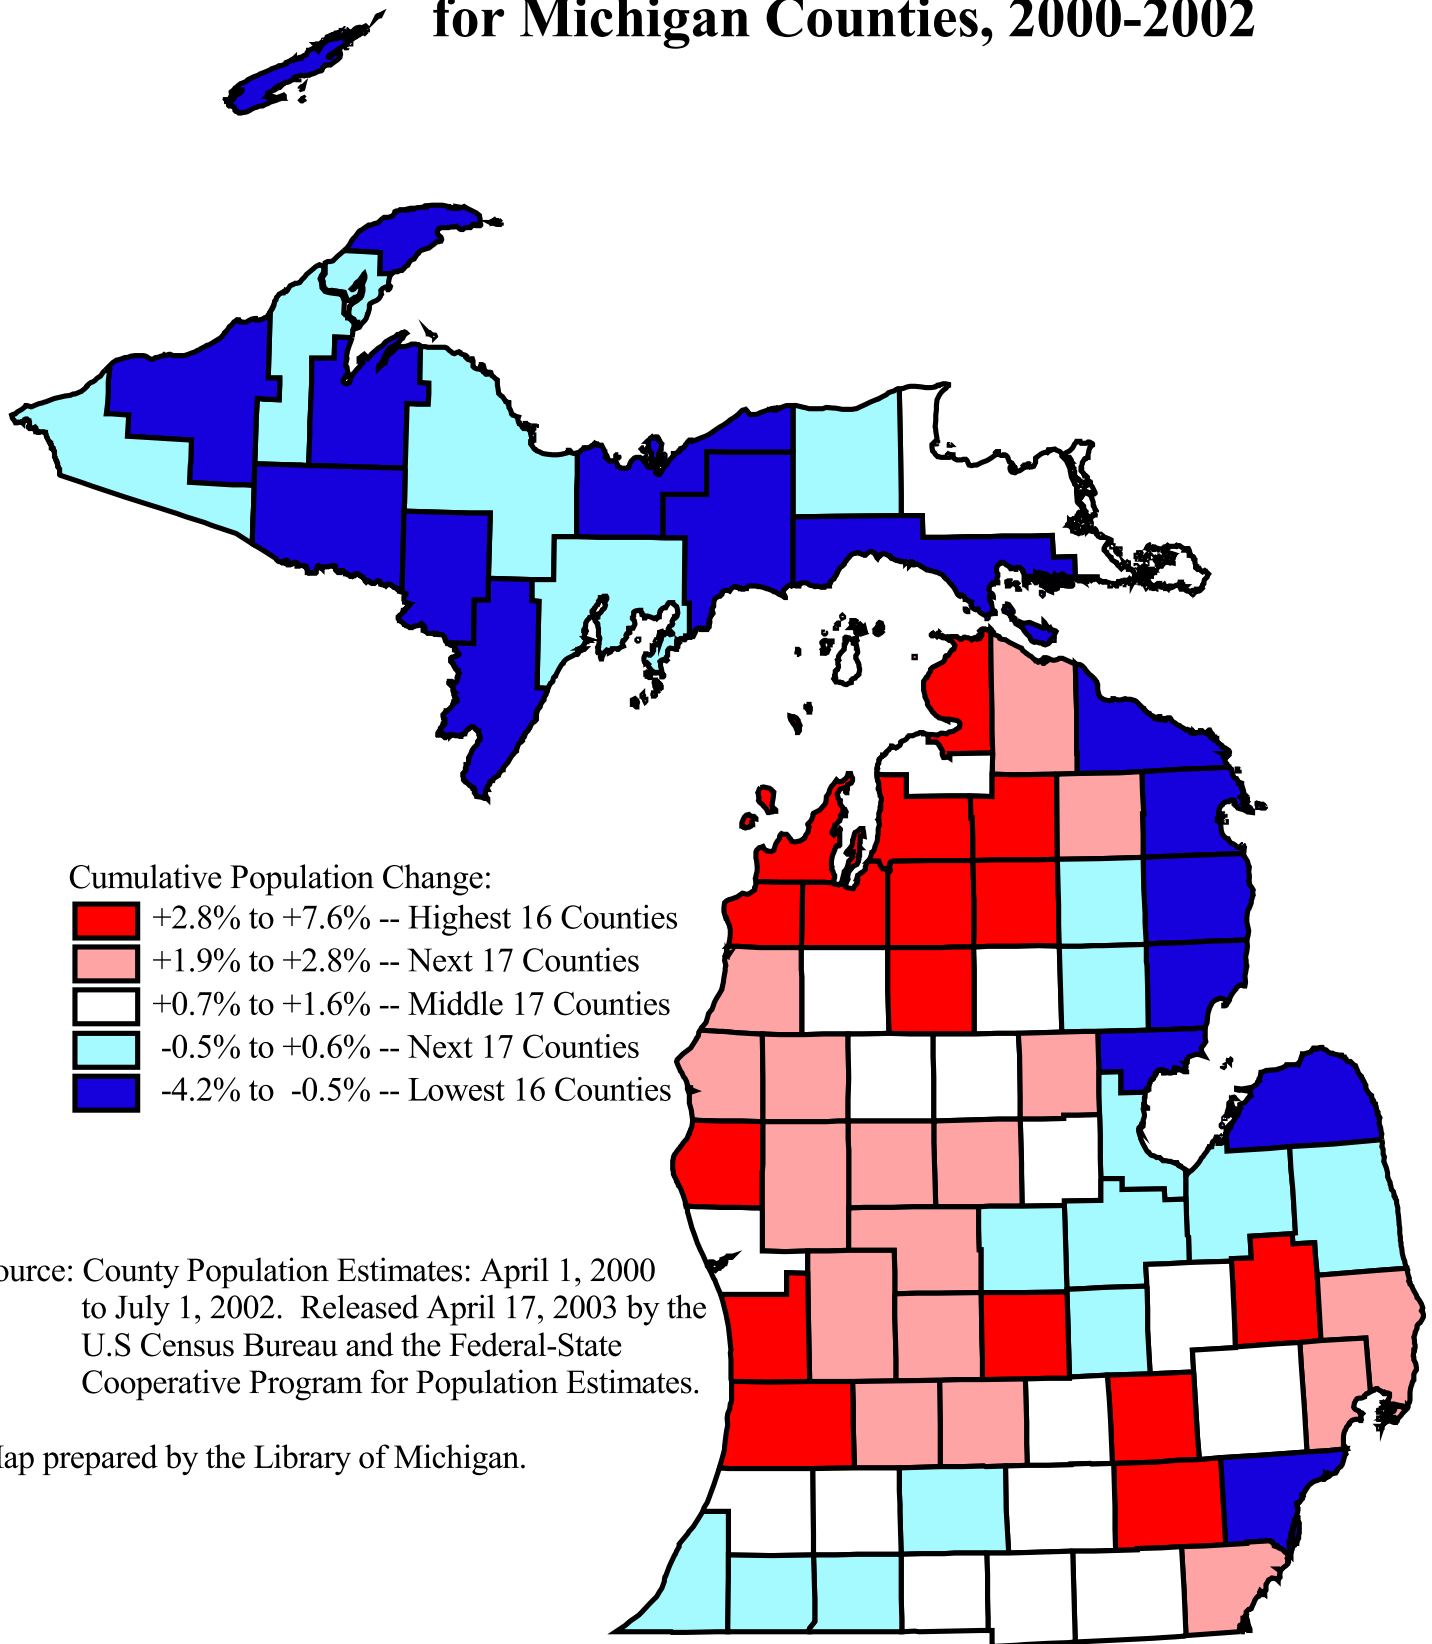 for Michigan Counties, 2000-2002
Cumulative Population Change:
+2.8% to +7.6% -- Highest 16 Counties
+1.9% to +2.8% -- Next 17 Counties
+0.7% to +1.6% -- Middle 17 Counties
-0.5% to +0.6% -- Next 17 Counties
-4.2% to -0.5% -- Lowest 16 Counties
ource: County Population Estimates: April 1, 2000
to July 1, 2002. Released April 17, 2003 by the
U.S Census Bureau and the Federal-State
Cooperative Program for Population Estimates.
ap prepared by the Library of Michigan.